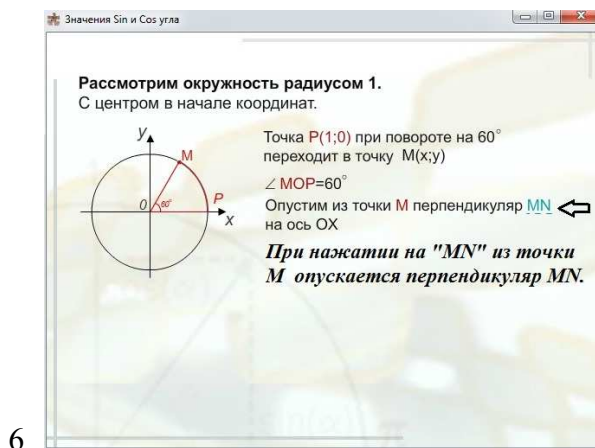 Значения Sin и Cos угла
Рассмотрим окружность радиусом 1.
С центром в начале координат.
y
M
0
60°
P
x
Точка P(1;0) при повороте на 60°
переходит в точку M(x;y)
∠ MOP=60°
Опустим из точки M перпендикуляр MN
на ось OX
При нажатии на "MN" из точки
M опускается перпендикуляр MN.
6